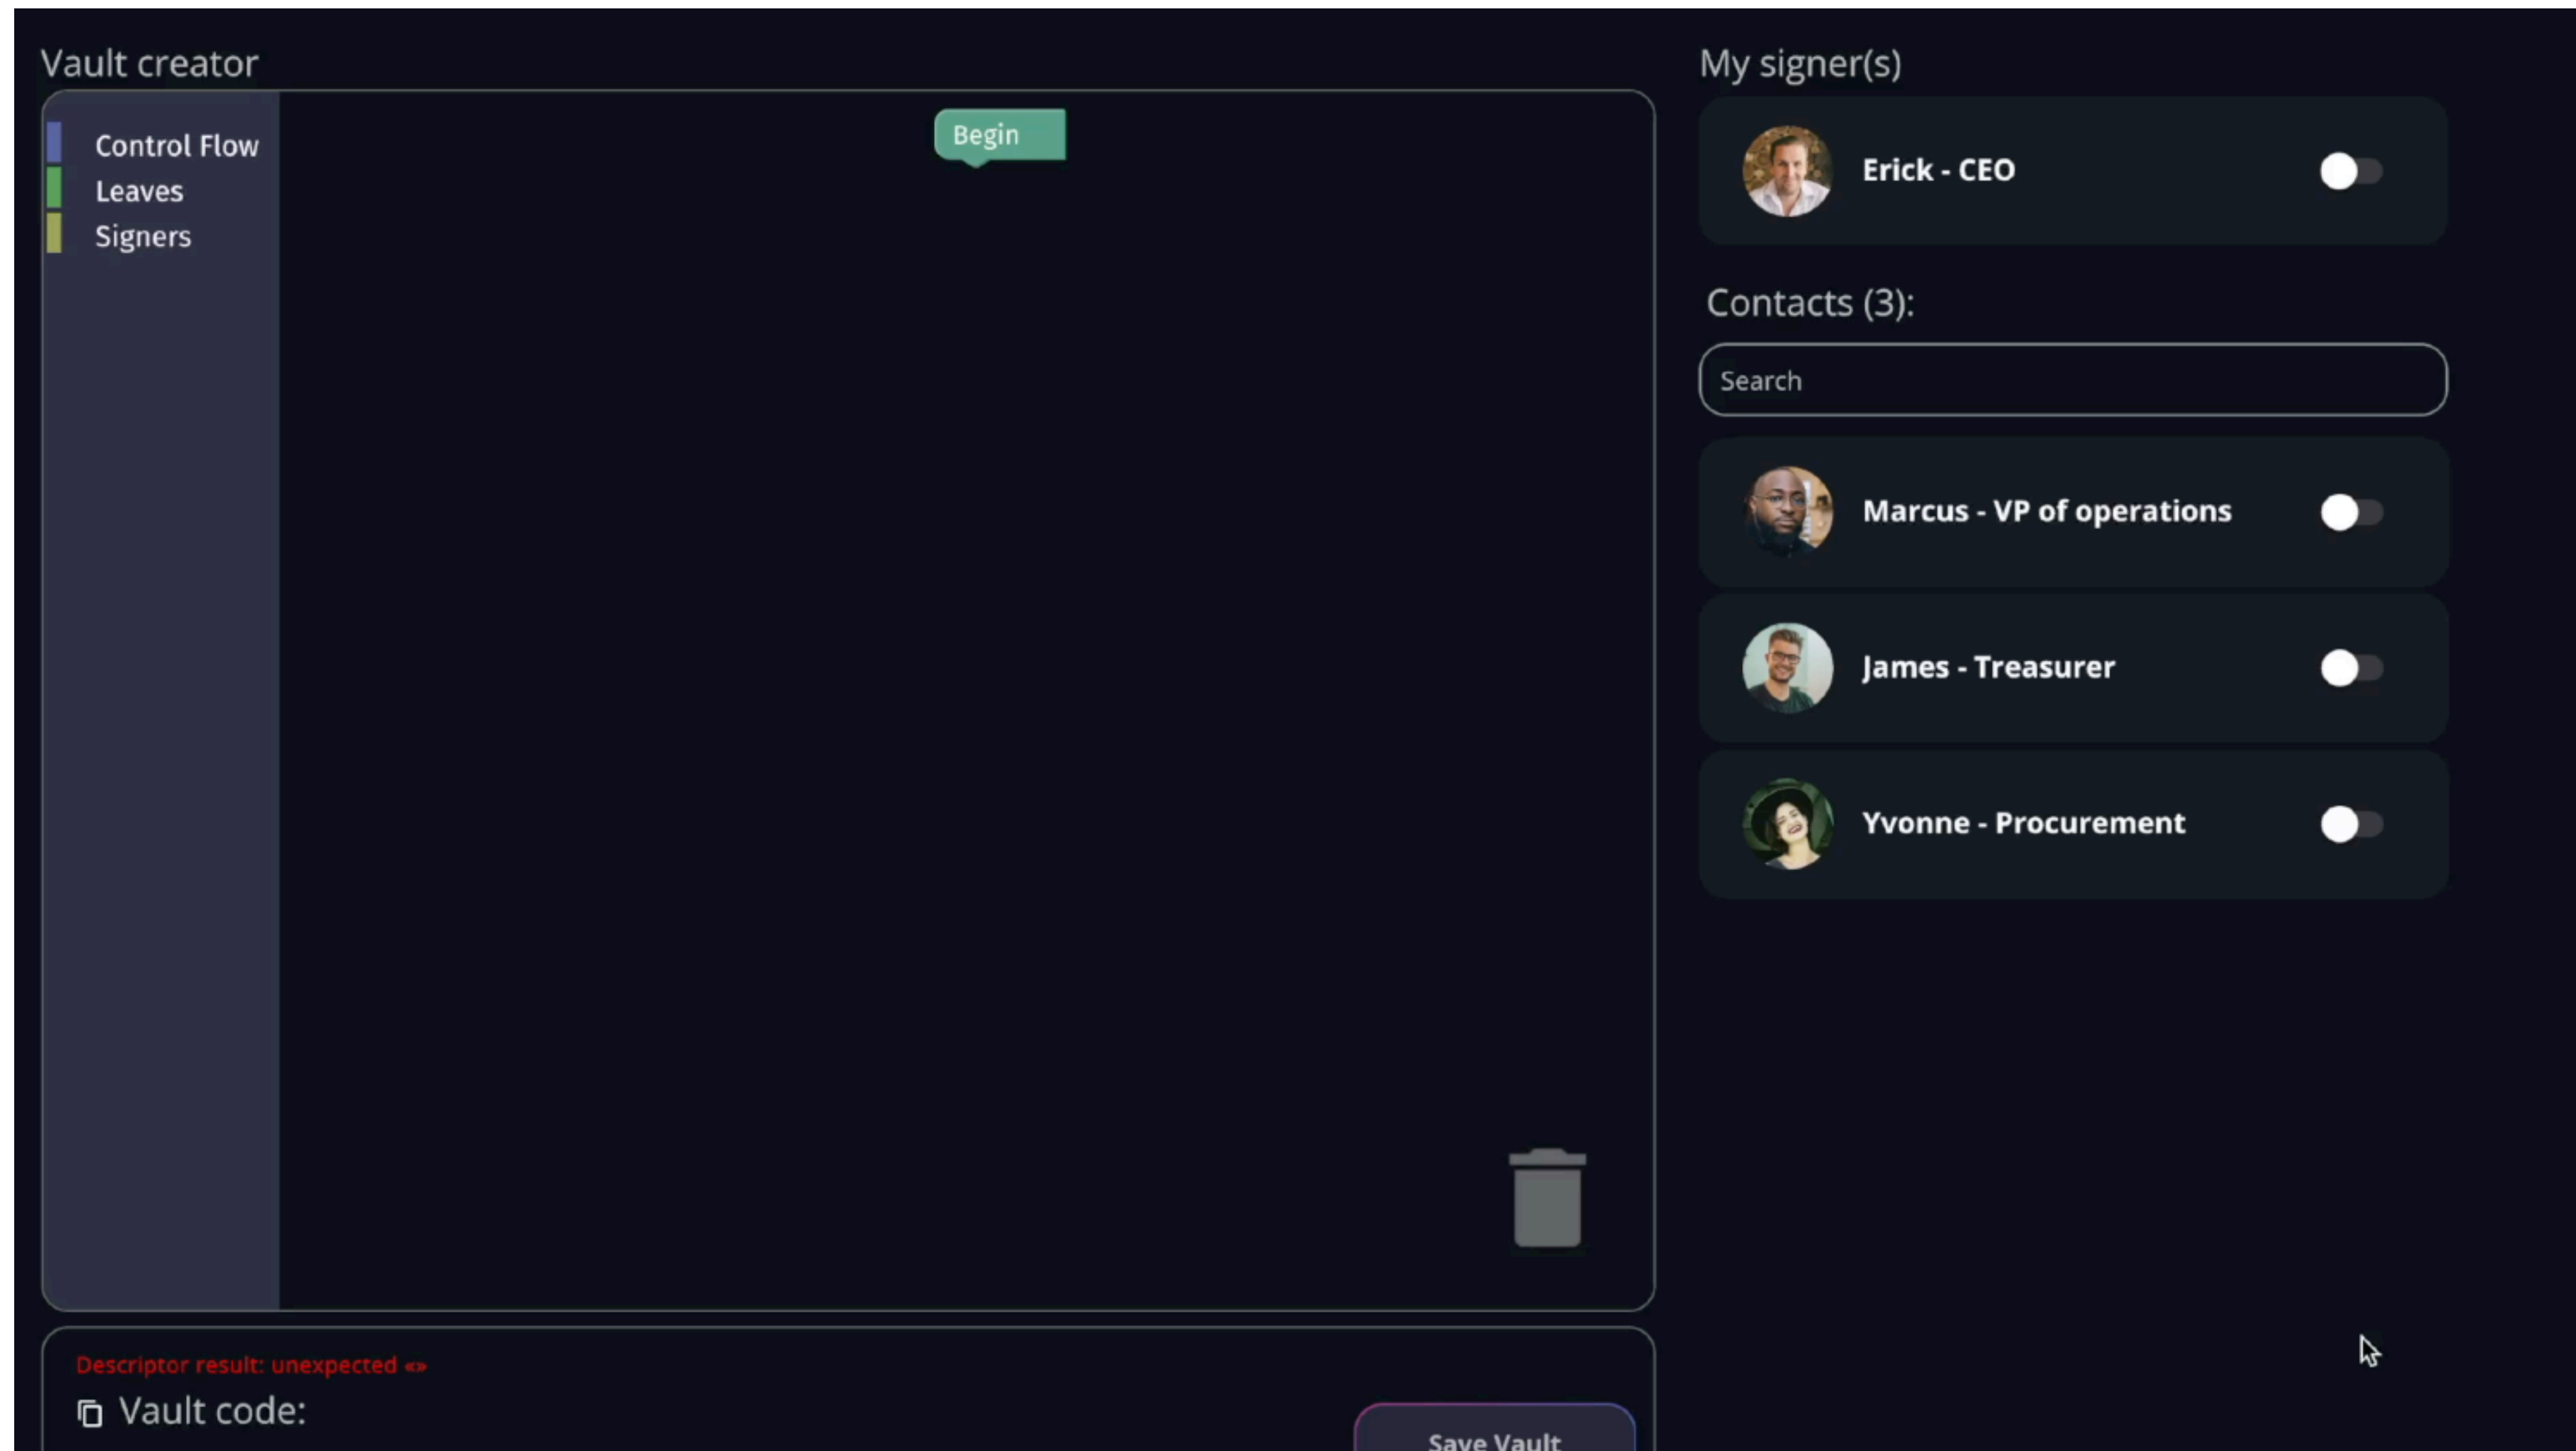 Vault creator
Control Flow
Leaves
Signers
Begin
Descriptor result: unexpected «»
Vault code:
Save Vault
My signer(s)
Erick - CEO
Contacts (3):
Search
Marcus - VP of operations
James - Treasurer
Yvonne - Procurement